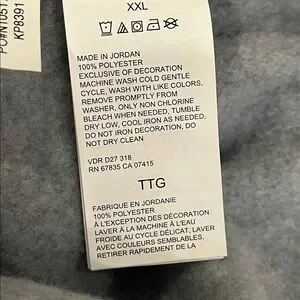 KP8391
XXL
MADE IN JORDAN
100% POLYESTER
EXCLUSIVE OF DECORATION
MACHINE WASH COLD GENTLE
CYCLE, WASH WITH LIKE COLORS,
REMOVE PROMPTLY FROM
WASHER, ONLY NON CHLORINE
BLEACH WHEN NEEDED, TUMBLE
DRY LOW, COOL IRON AS NEEDED,
DO NOT IRON DECORATION, DO
NOT DRY CLEAN
VDR D27 318
RN 67835 CA 07415
TTG
FABRIQUE EN JORDANIE
100% POLYESTER
À L'EXCEPTION DES DÉCORATION
LAVER À LA MACHINE À L'EAU
FROIDE AU CYCLE DÉLICAT, LAVER
AVEC COULEURS SEMBLABLES,
RETIRER RAPIDEMENT DE LA